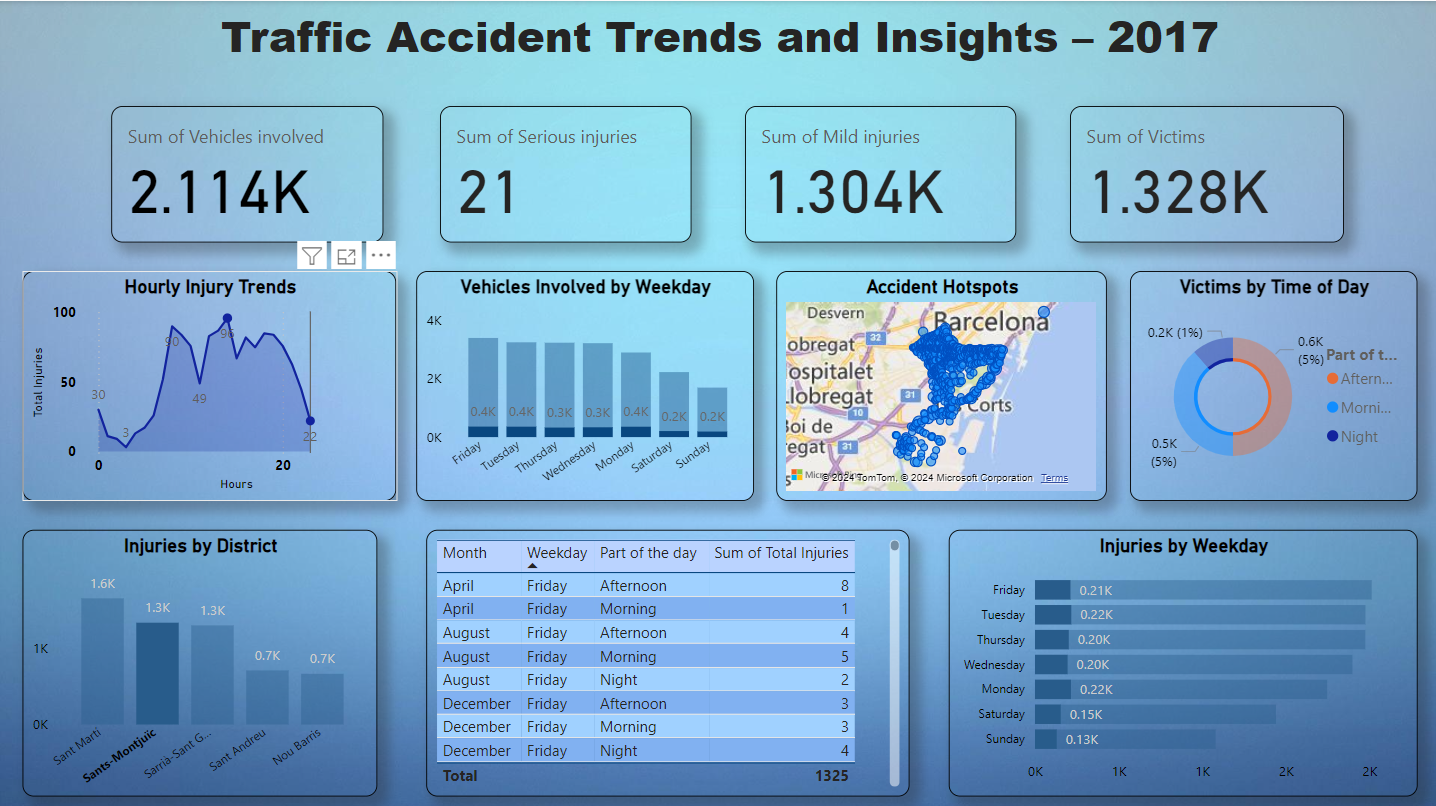 Traffic Accident Trends and Insights – 2017
Sum of Vehicles involved
2.114K
Sum of Serious injuries
21
Sum of Mild injuries
1.304K
Sum of Victims
1.328K
Hourly Injury Trends
Total Injuries
100
50
0
30
3
90
49
96
22
0
20
Hours
Vehicles Involved by Weekday
4K
2K
0K
0.4K
0.4K
0.3K
0.3K
0.4K
0.2K
0.2K
Friday
Tuesday
Thursday
Wednesday
Monday
Saturday
Sunday
Accident Hotspots
Desvern
Barcelona
32
obregat
ospitalet
Llobregat
31
10
Corts
Boi de
egat
31
© 2024 TomTom, © 2024 Microsoft Corporation Terms
Victims by Time of Day
0.2K (1%)
0.6K
(5%)
0.5K
(5%)
Part of t...
Aftern...
Morni...
Night
Injuries by District
1K
0K
1.6K
1.3K
1.3K
0.7K
0.7K
Sant Martí
Sants-Montjuïc
Sarrià-Sant G...
Sant Andreu
Nou Barris
Month Weekday Part of the day Sum of Total Injuries
April Friday Afternoon 8
April Friday Morning 1
August Friday Afternoon 4
August Friday Morning 5
August Friday Night 2
December Friday Afternoon 3
December Friday Morning 3
December Friday Night 4
Total 1325
Injuries by Weekday
Friday 0.21K
Tuesday 0.22K
Thursday 0.20K
Wednesday 0.20K
Monday 0.22K
Saturday 0.15K
Sunday 0.13K
0K 1K 1K 2K 2K